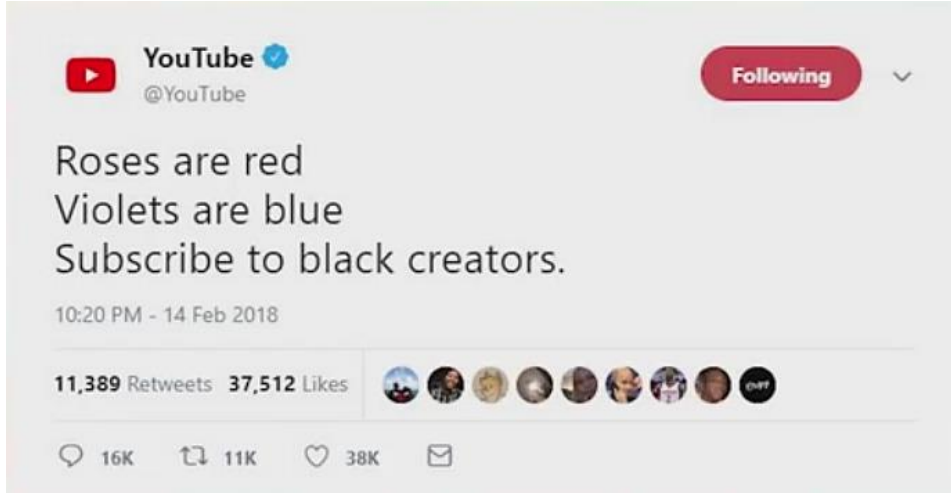 YouTube
@YouTube
Following
Roses are red
Violets are blue
Subscribe to black creators.
10:20 PM - 14 Feb 2018
11,389 Retweets 37,512 Likes
16K 11K 38K